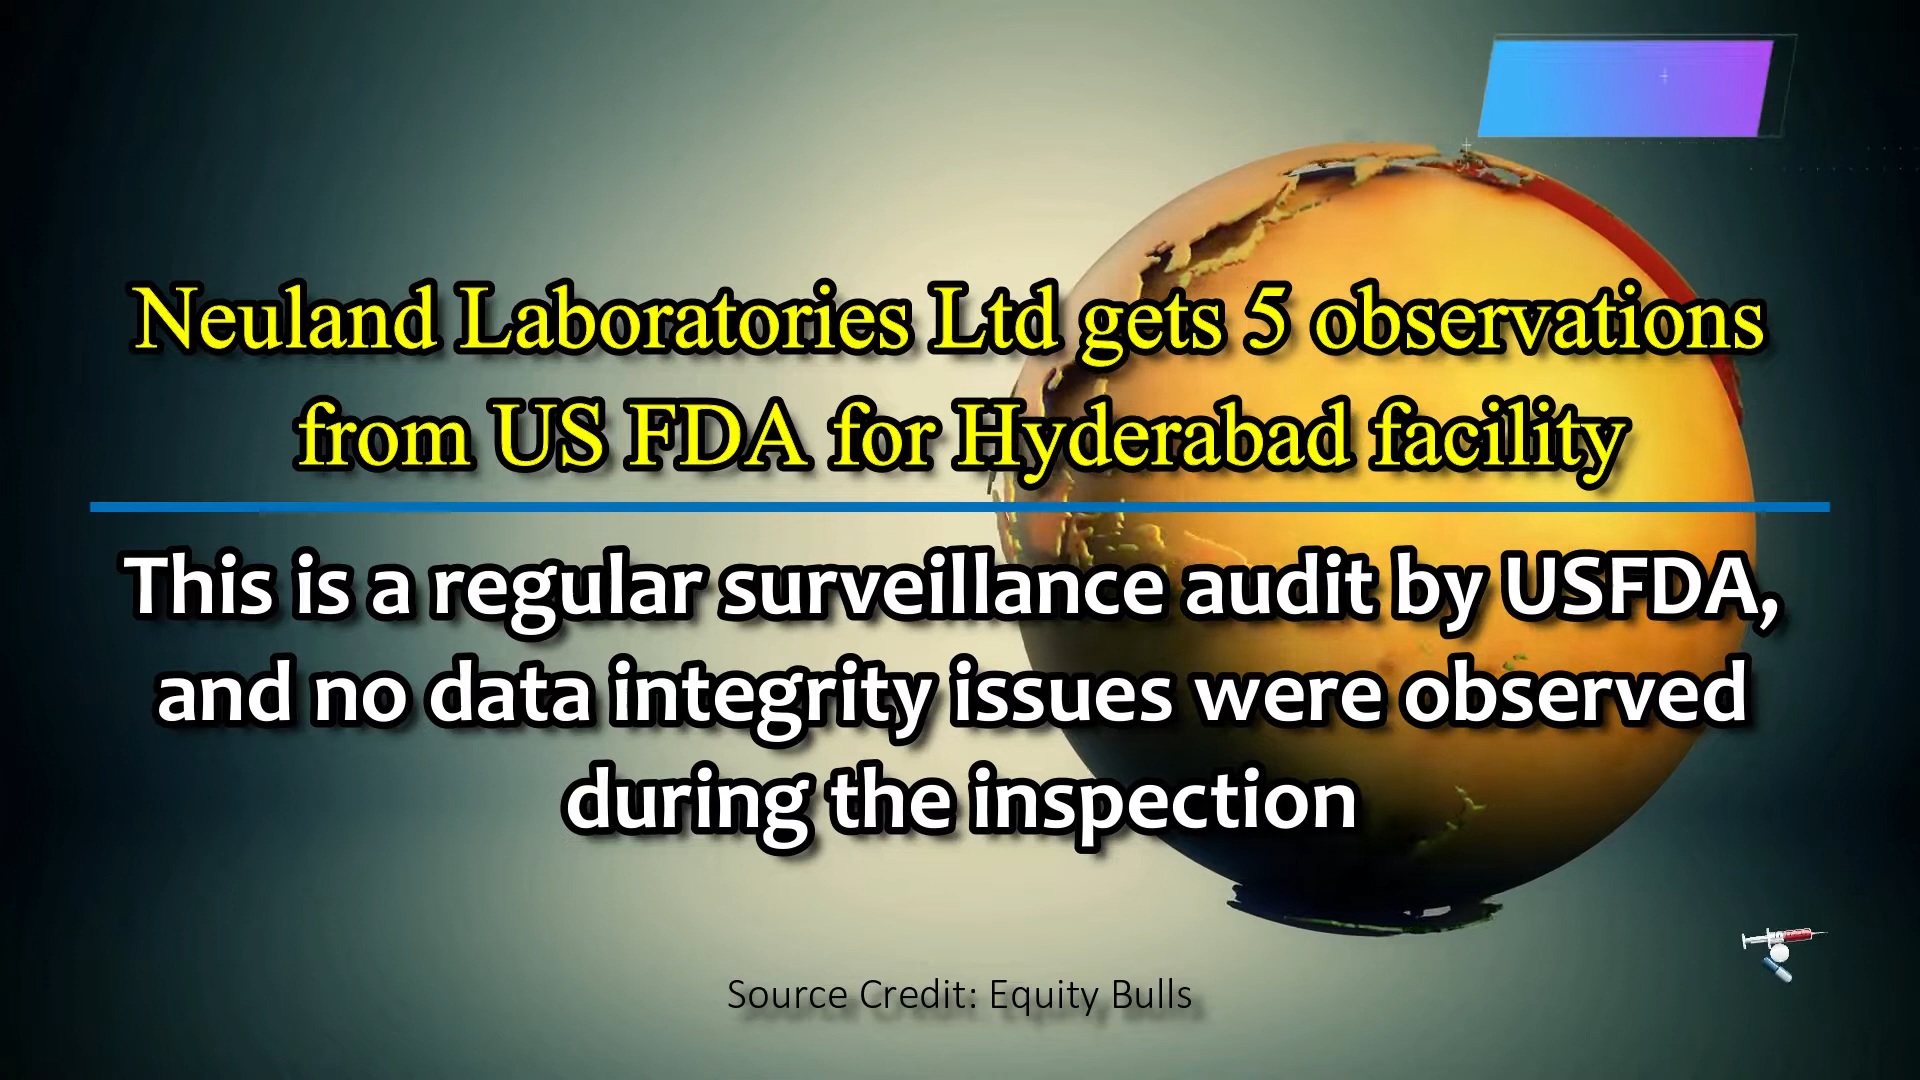 Neuland Laboratories Ltd gets 5 observations
from US FDA for Hyderabad facility
This is a regular surveillance audit by USFDA,
and no data integrity issues were observed
during the inspection
Source Credit: Equity Bulls